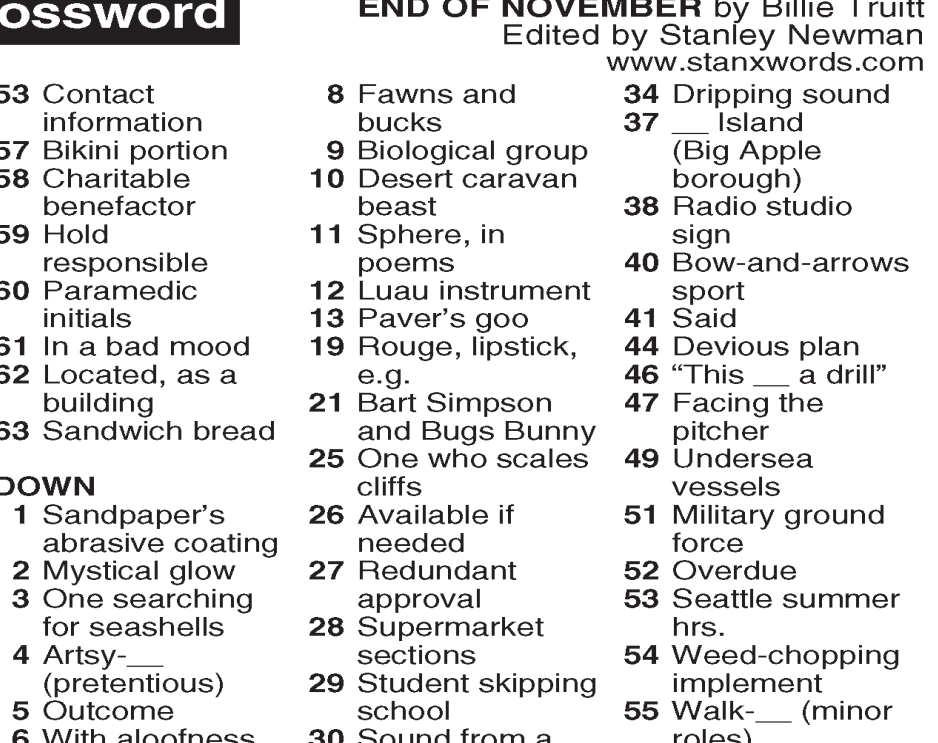 ossword
END OF NOVEMBER by Billie Truitt
Edited by Stanley Newman
www.stanxwords.com
53 Contact
information
57 Bikini portion
58 Charitable
benefactor
59 Hold
responsible
60 Paramedic
initials
61 In a bad mood
62 Located, as a
building
63 Sandwich bread
DOWN
1 Sandpaper's
abrasive coating
2 Mystical glow
3 One searching
for seashells
4 Artsy-__
(pretentious)
5 Outcome
6 With aloofness
8 Fawns and
bucks
9 Biological group
10 Desert caravan
beast
11 Sphere, in
poems
12 Luau instrument
13 Paver's goo
19 Rouge, lipstick,
e.g.
21 Bart Simpson
and Bugs Bunny
25 One who scales
cliffs
26 Available if
needed
27 Redundant
approval
28 Supermarket
sections
29 Student skipping
school
30 Sound from a
34 Dripping sound
37 __ Island
(Big Apple
borough)
38 Radio studio
sign
40 Bow-and-arrows
sport
41 Said
44 Devious plan
46 “This __ a drill”
47 Facing the
pitcher
49 Undersea
vessels
51 Military ground
force
52 Overdue
53 Seattle summer
hrs.
54 Weed-chopping
implement
55 Walk-__ (minor
roles)